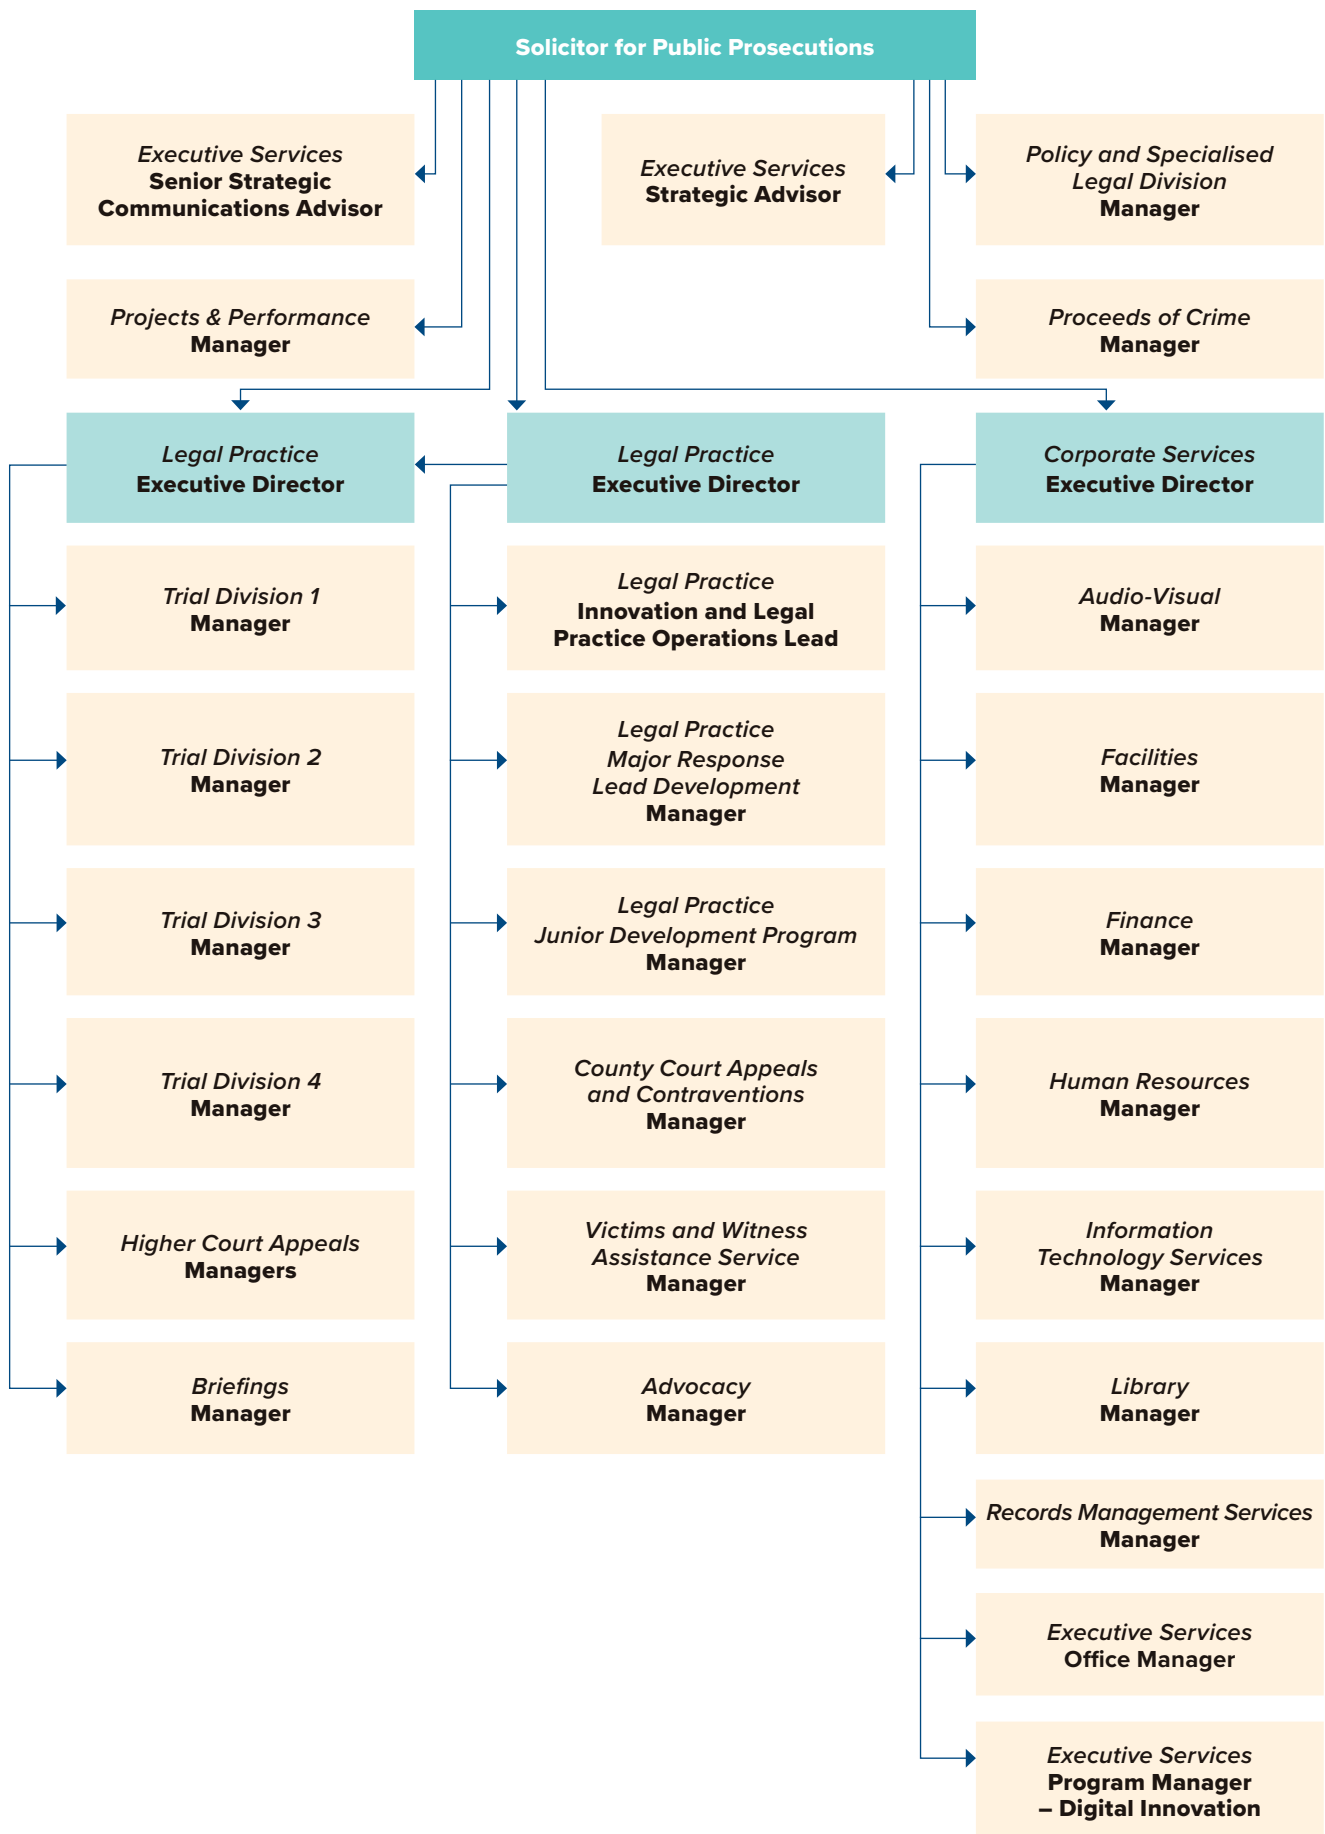 Solicitor for Public Prosecutions
Executive Services
Senior Strategic
Communications Advisor
Executive Services
Strategic Advisor
Policy and Specialised
Legal Division
Manager
Projects & Performance
Manager
Proceeds of Crime
Manager
Legal Practice
Executive Director
Legal Practice
Executive Director
Corporate Services
Executive Director
Trial Division 1
Manager
Trial Division 2
Manager
Trial Division 3
Manager
Trial Division 4
Manager
Higher Court Appeals
Managers
Briefings
Manager
Legal Practice
Innovation and Legal
Practice Operations Lead
Legal Practice
Major Response
Lead Development
Manager
Legal Practice
Junior Development Program
Manager
County Court Appeals
and Contraventions
Manager
Victims and Witness
Assistance Service
Manager
Advocacy
Manager
Audio-Visual
Manager
Facilities
Manager
Finance
Manager
Human Resources
Manager
Information
Technology Services
Manager
Library
Manager
Records Management Services
Manager
Executive Services
Office Manager
Executive Services
Program Manager
– Digital Innovation